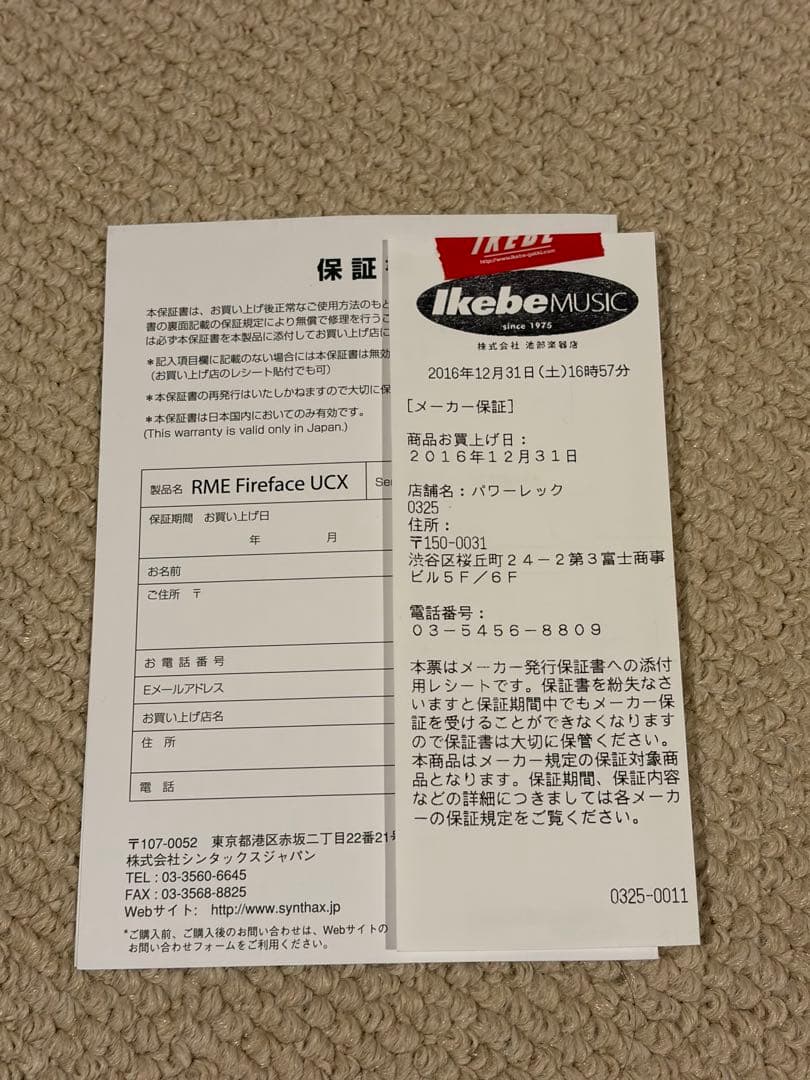 保証
本保証書は、お買い上げ後正常なご使用方法のもと
書の裏面記載の保証規定により無償で修理を行うこ
は必ず本保証書を本製品に添付してお買い上げ店に
*記入項目欄に記載のない場合には本保証書は無効
（お買い上げ店のレシート貼付でも可）
*本保証書の再発行はいたしかねますので大切に保
*本保証書は日本国内においてのみ有効です。
(This warranty is valid only in Japan.)
製品名 RME Fireface UCX Se
保証期間 お買い上げ日
年 月
お名前
ご住所 〒
お電話番号
Eメールアドレス
お買い上げ店名
住所
電話
〒107-0052 東京都港区赤坂二丁目22番21
株式会社シンタックスジャパン
TEL : 03-3560-6645
FAX : 03-3568-8825
Webサイト: http://www.synthax.jp
*ご購入前、ご購入後のお問い合わせは、Webサイトの
お問い合わせフォームをご利用ください。
IKEBE
http://www.ikebe-gakki.com
Ikebe MUSIC
since 1975
株式会社 池部楽器店
2016年12月31日(土)16時57分
[メーカー保証]
商品お買上げ日：
２０１６年１２月３１日
店舗名：パワーレック
0325
住所：
〒150-0031
渋谷区桜丘町２４－２第３富士商事
ビル５Ｆ／６Ｆ
電話番号：
０３－５４５６－８８０９
本票はメーカー発行保証書への添付
用レシートです。保証書を紛失なさ
いますと保証期間中でもメーカー保
証を受けることができなくなります
ので保証書は大切に保管ください。
本商品はメーカー規定の保証対象商
品となります。保証期間、保証内容
などの詳細につきましては各メーカ
ーの保証規定をご覧ください。
0325-0011